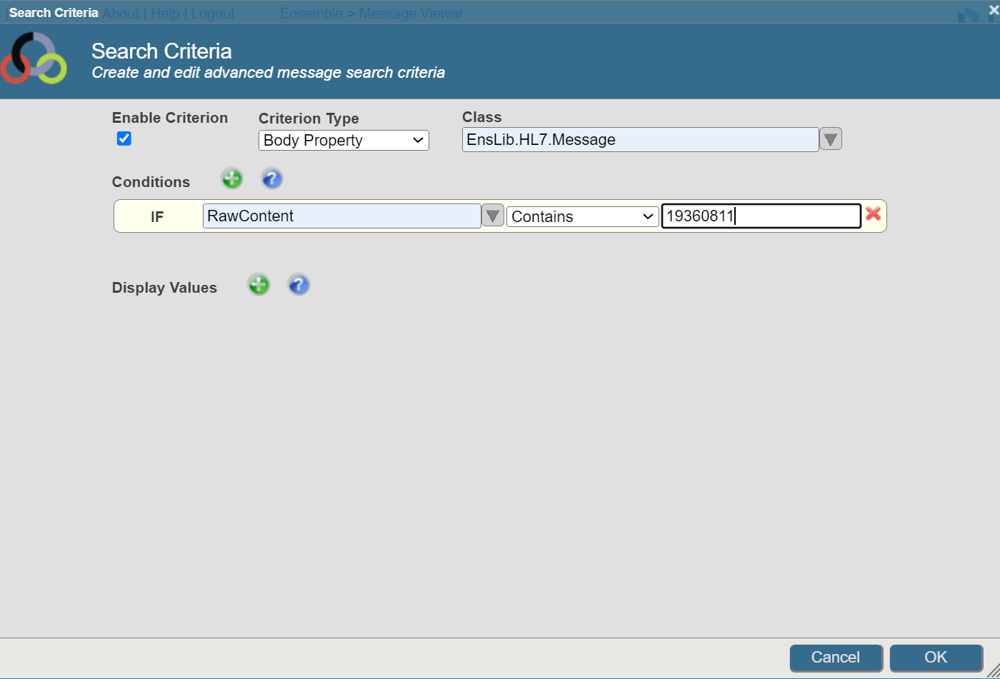 Search Criteria About | Help | Logout Ensemble > Message Viewer
Search Criteria
Create and edit advanced message search criteria
Enable Criterion Criterion Type Class
Body Property EnsLib.HL7.Message
Conditions
IF RawContent Contains 19360811
Display Values
Cancel OK